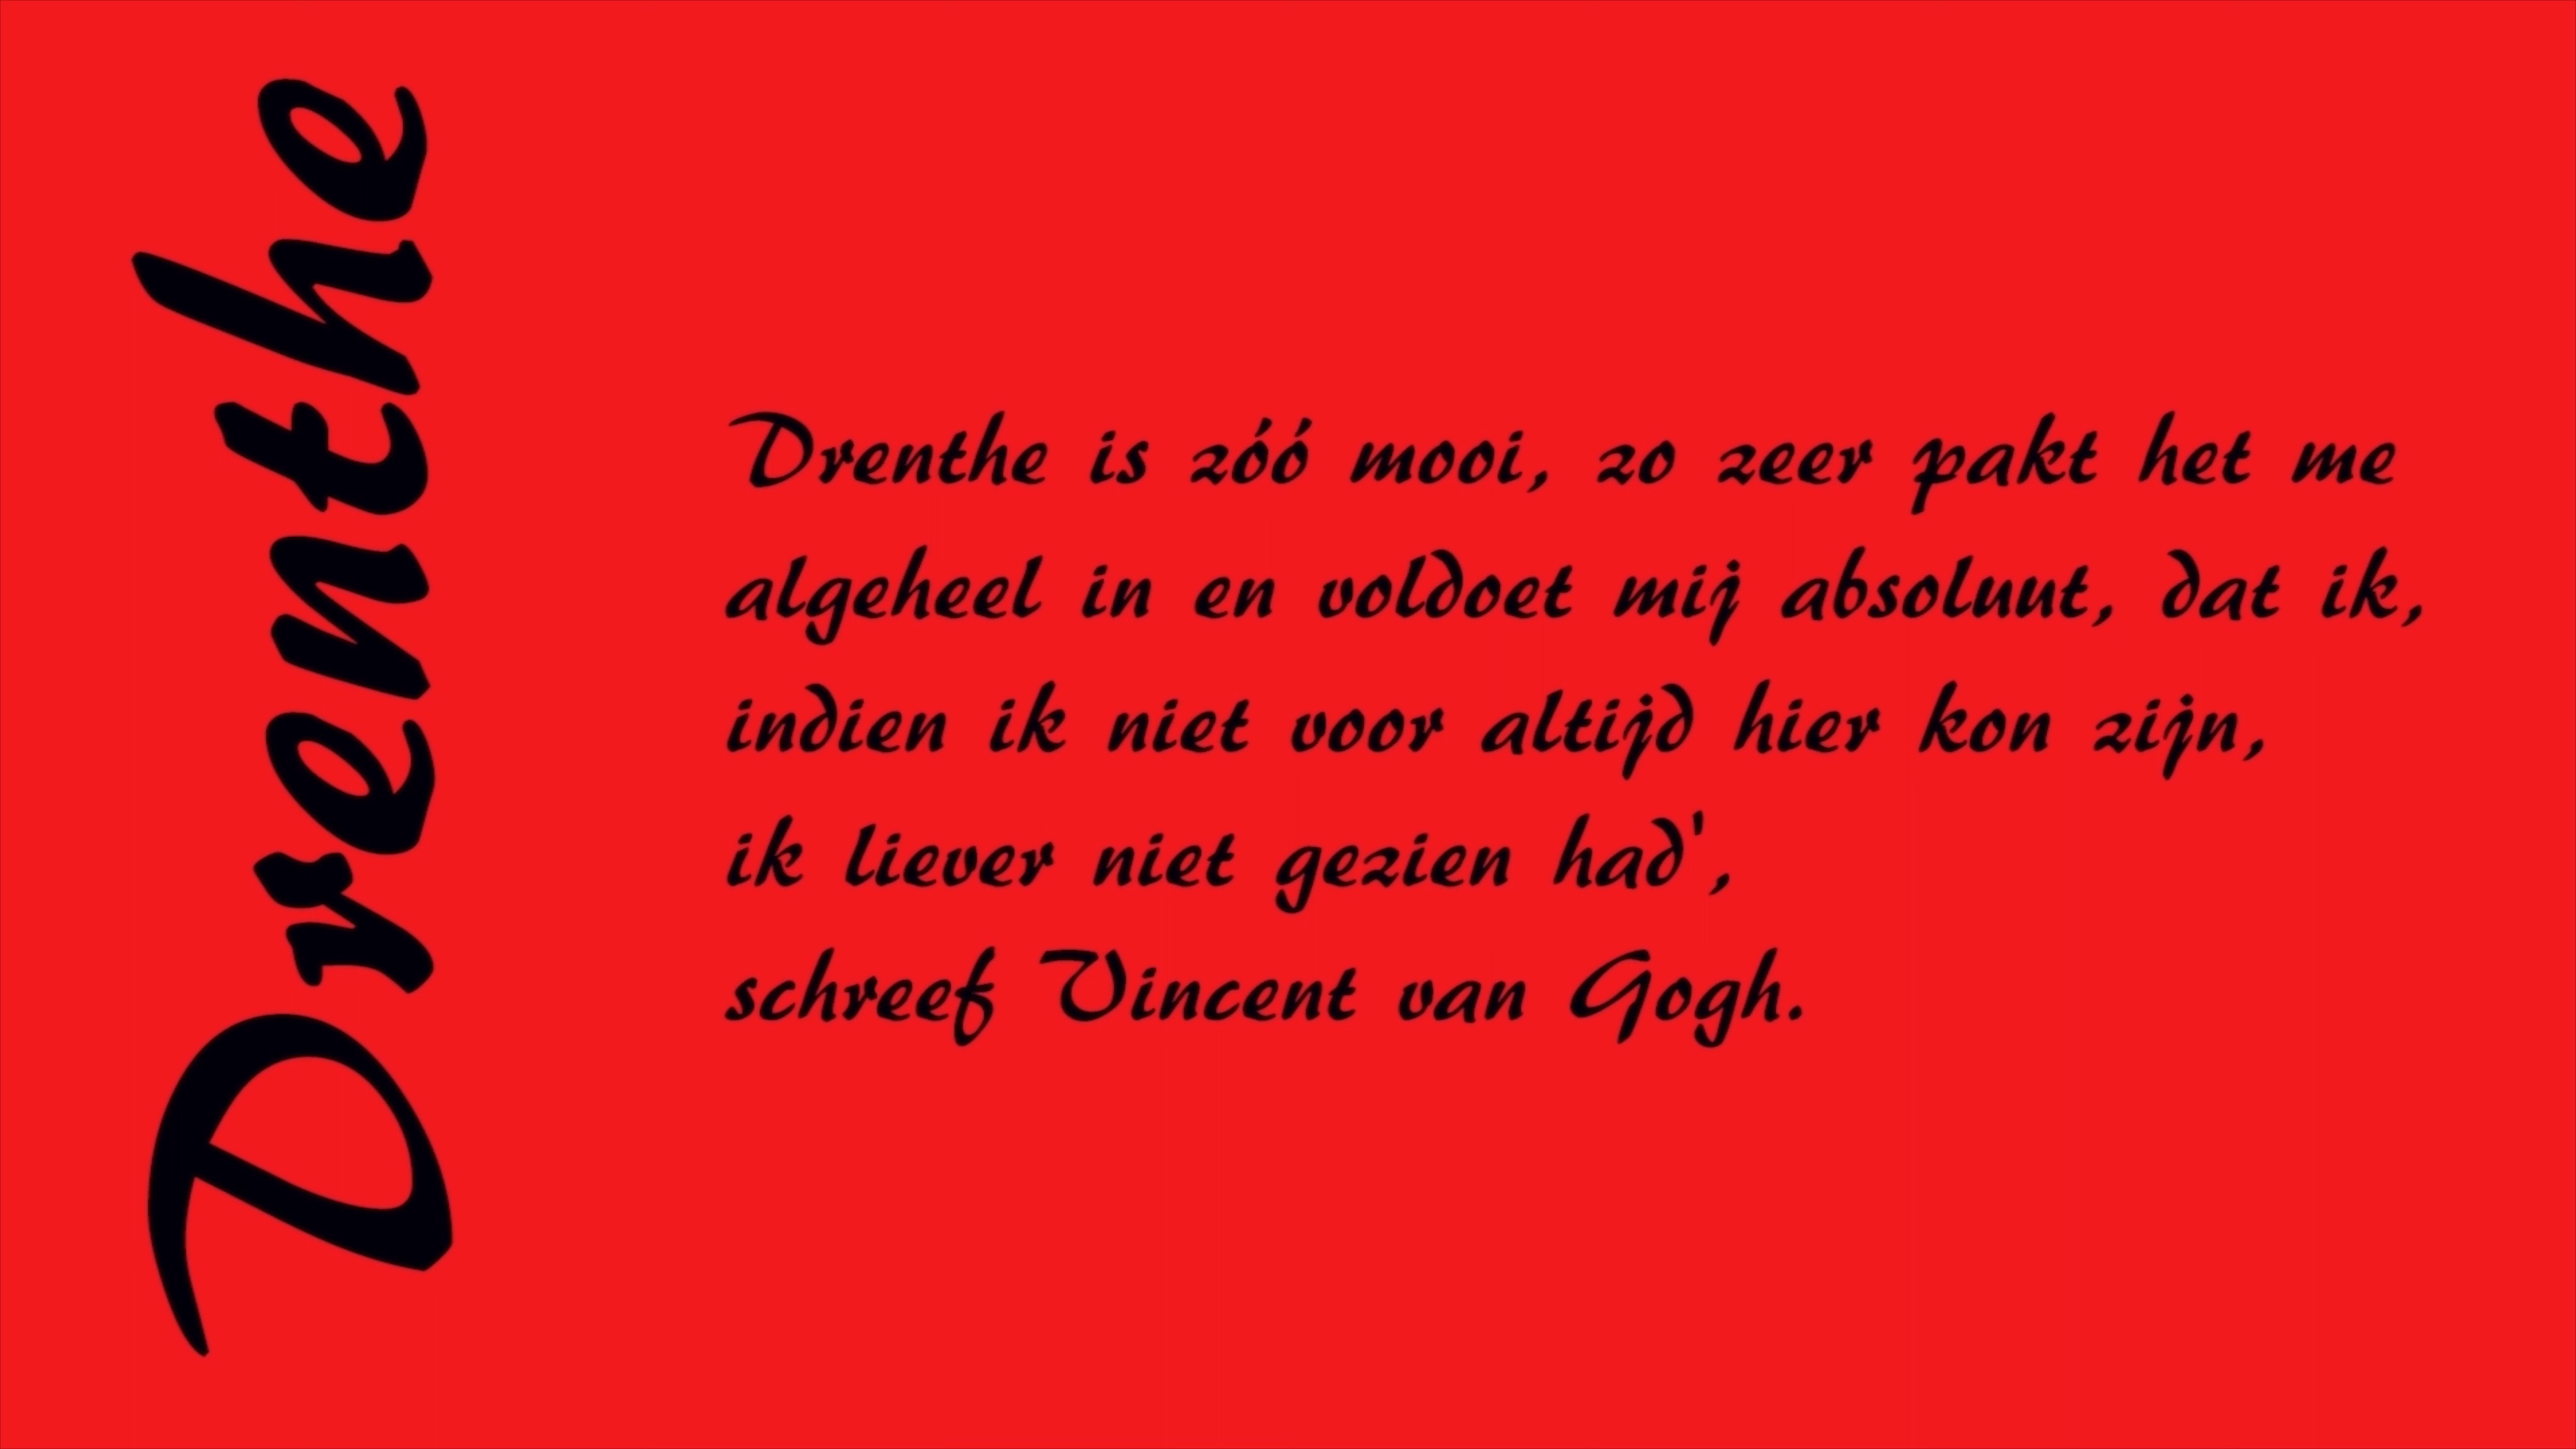 Drenthe
Drenthe is zóó mooi, zo zeer pakt het me
algeheel in en voldoet mij absoluut, dat ik,
indien ik niet voor altijd hier kon zijn,
ik liever niet gezien had',
schreef Vincent van Gogh.